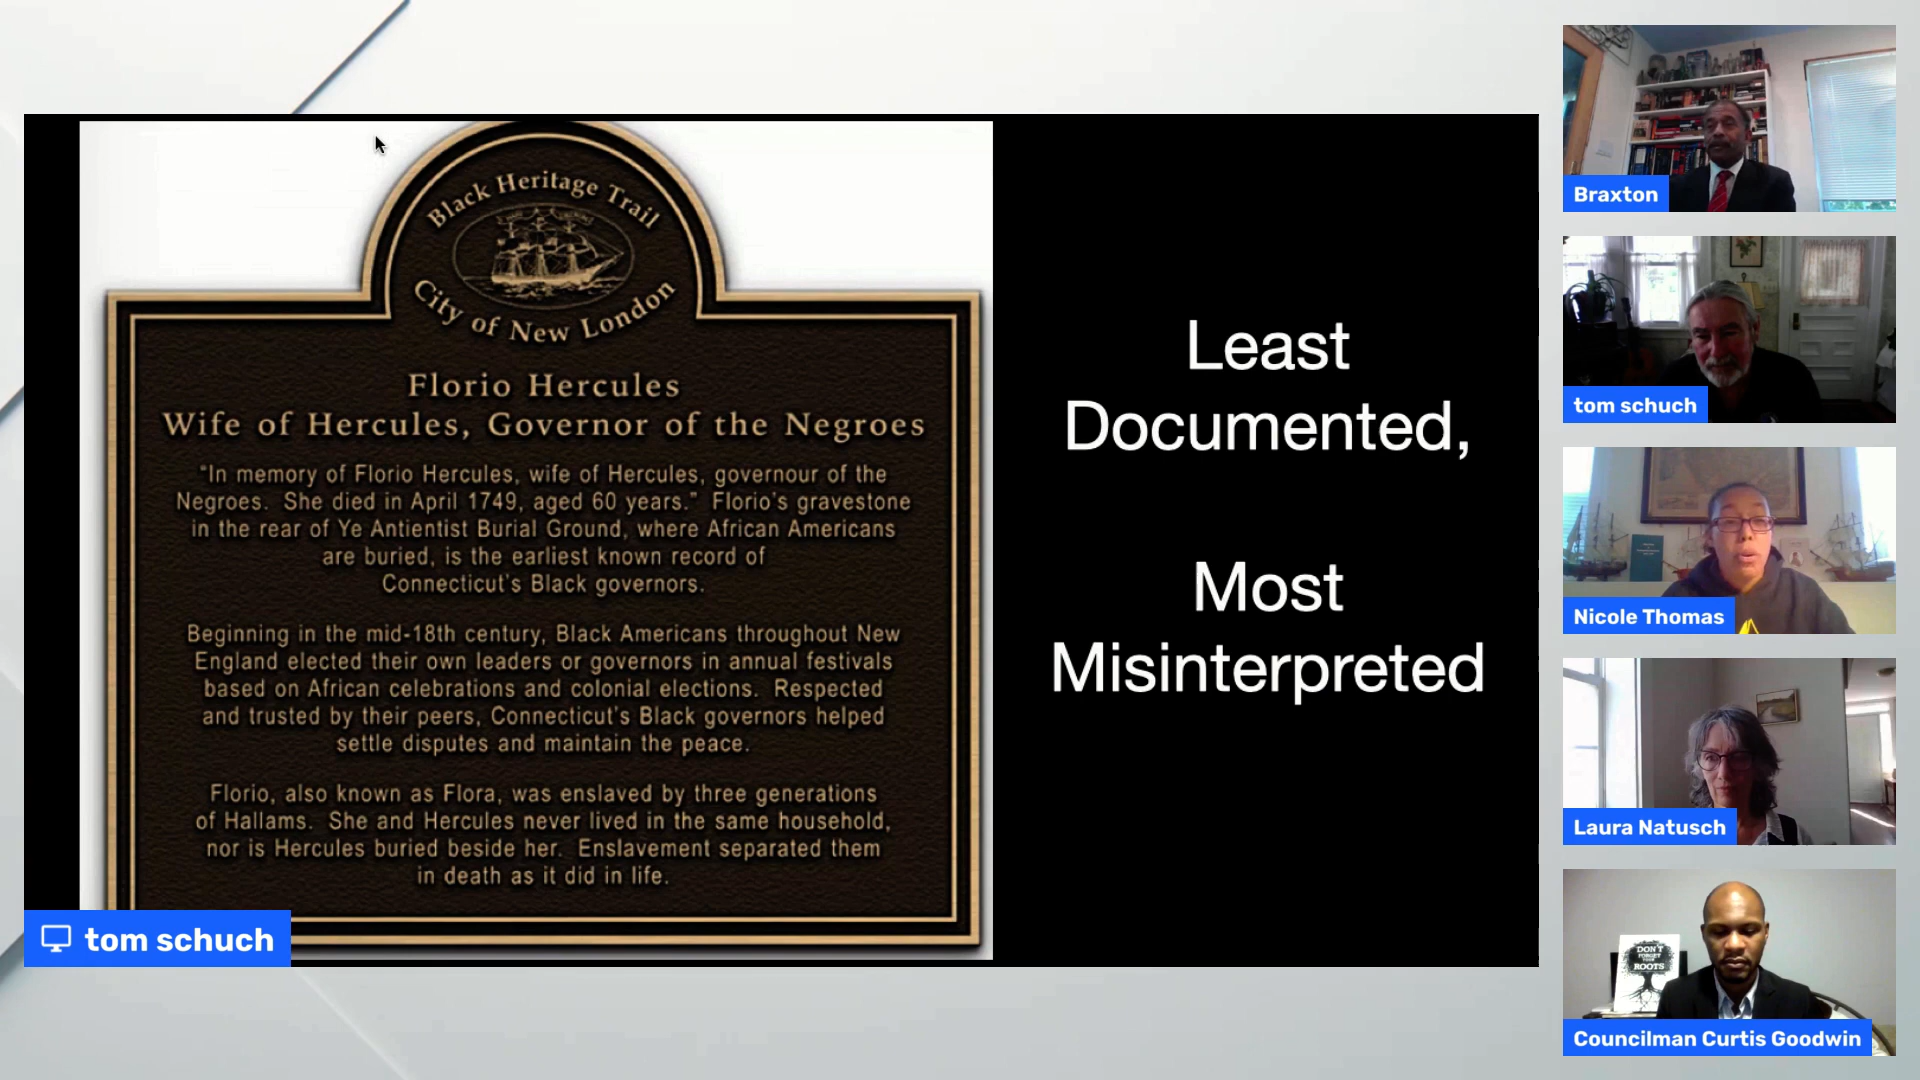 Black Heritage Trail
City of New London
Florio Hercules
Wife of Hercules, Governor of the Negroes
“In memory of Florio Hercules, wife of Hercules, governour of the
Negroes. She died in April 1749, aged 60 years.” Florio’s gravestone
in the rear of Ye Antientist Burial Ground, where African Americans
are buried, is the earliest known record of
Connecticut’s Black governors.
Beginning in the mid-18th century, Black Americans throughout New
England elected their own leaders or governors in annual festivals
based on African celebrations and colonial elections. Respected
and trusted by their peers, Connecticut’s Black governors helped
settle disputes and maintain the peace.
Florio, also known as Flora, was enslaved by three generations
of Hallams. She and Hercules never lived in the same household,
nor is Hercules buried beside her. Enslavement separated them
in death as it did in life.
tom schuch
Least
Documented,
Most
Misinterpreted
Braxton
tom schuch
Nicole Thomas
Laura Natusch
DON'T
FORGET
YOUR
ROOTS
Councilman Curtis Goodwin